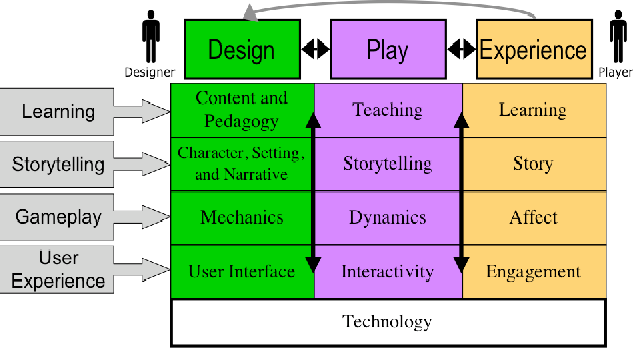 Designer
Design
Play
Experience
Player
Learning
Content and
Pedagogy
Teaching
Learning
Storytelling
Character, Setting,
and Narrative
Storytelling
Story
Gameplay
Mechanics
Dynamics
Affect
User
Experience
User Interface
Interactivity
Engagement
Technology